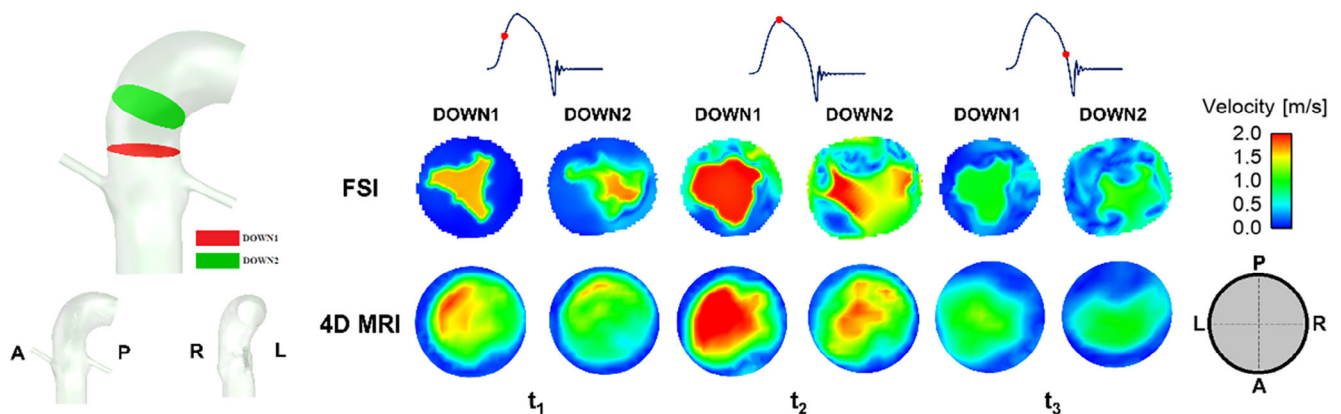 DOWN1 DOWN2 DOWN1 DOWN2 DOWN1 DOWN2
Velocity [m/s]
2.0
1.5
1.0
0.5
0.0
FSI
DOWN1
DOWN2
4D MRI
A P R L
P
L R
A
t1 t2 t3